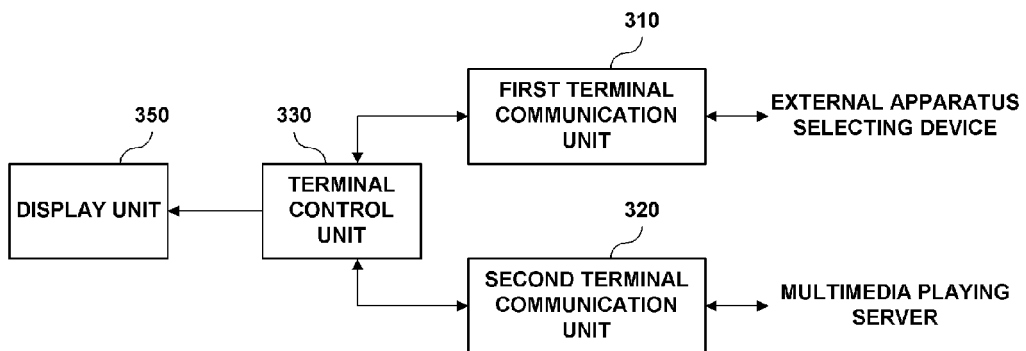 310
FIRST TERMINAL
COMMUNICATION
UNIT
EXTERNAL APPARATUS
SELECTING DEVICE
350
330
DISPLAY UNIT
TERMINAL
CONTROL
UNIT
320
SECOND TERMINAL
COMMUNICATION
UNIT
MULTIMEDIA PLAYING
SERVER